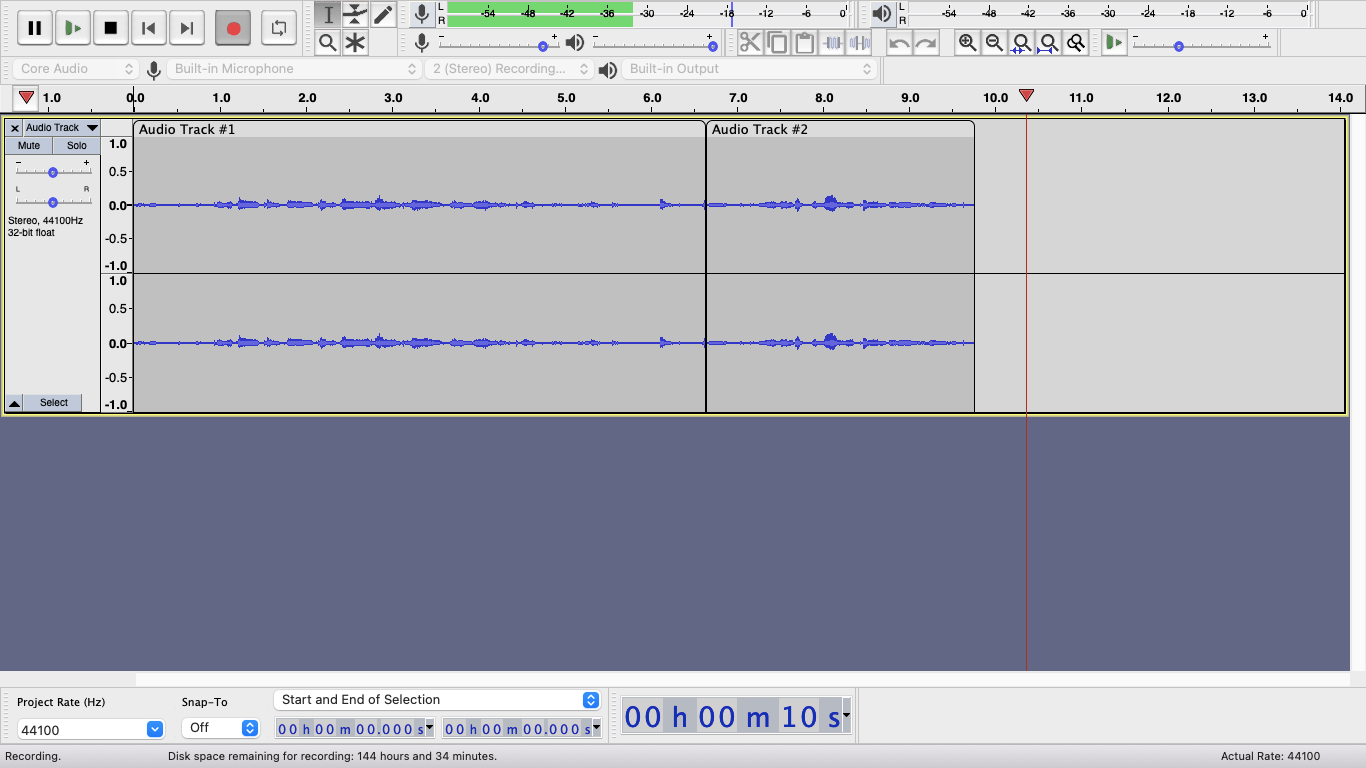 L
R
-54 -48 -42 -36 -30 -24 -18 -12 -6 0
L
R
-54 -48 -42 -36 -30 -24 -18 -12 -6 0
Core Audio
Built-in Microphone
2 (Stereo) Recording...
Built-in Output
1.0 0.0 1.0 2.0 3.0 4.0 5.0 6.0 7.0 8.0 9.0 10.0 11.0 12.0 13.0 14.0
Audio Track
Mute Solo
L R
Stereo, 44100Hz
32-bit float
Select
Audio Track #1
Audio Track #2
1.0
0.5-
0.0-
-0.5-
-1.0
1.0
0.5-
0.0-
-0.5-
-1.0
Project Rate (Hz)
44100
Snap-To
Off
Start and End of Selection
00 h 00 m 00.000 s
00 h 00 m 00.000 s
00 h 00 m 10 s
Recording.
Disk space remaining for recording: 144 hours and 34 minutes.
Actual Rate: 44100